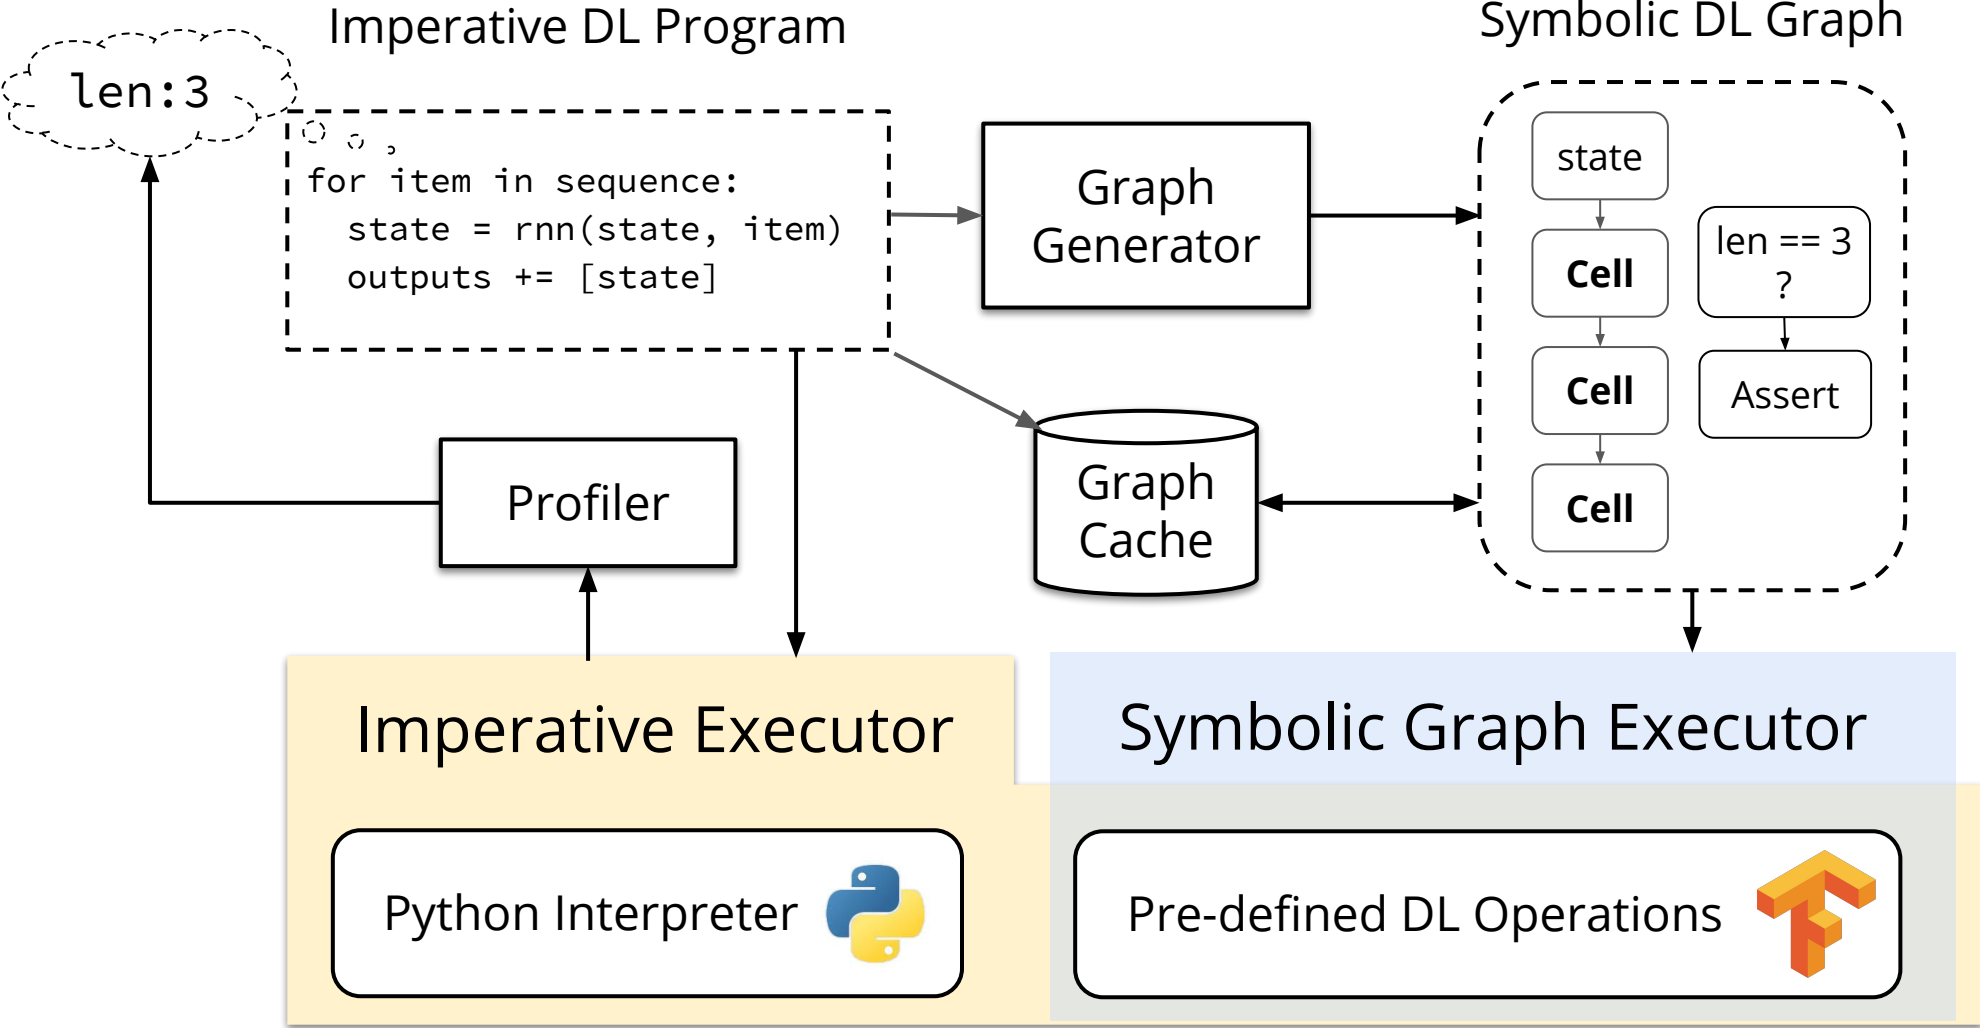 Imperative DL Program
Symbolic DL Graph
len:3
for item in sequence:
state = rnn(state, item)
outputs += [state]
Graph
Generator
state
Cell
Cell
Cell
len == 3
?
Assert
Profiler
Graph
Cache
Imperative Executor
Symbolic Graph Executor
Python Interpreter
Pre-defined DL Operations